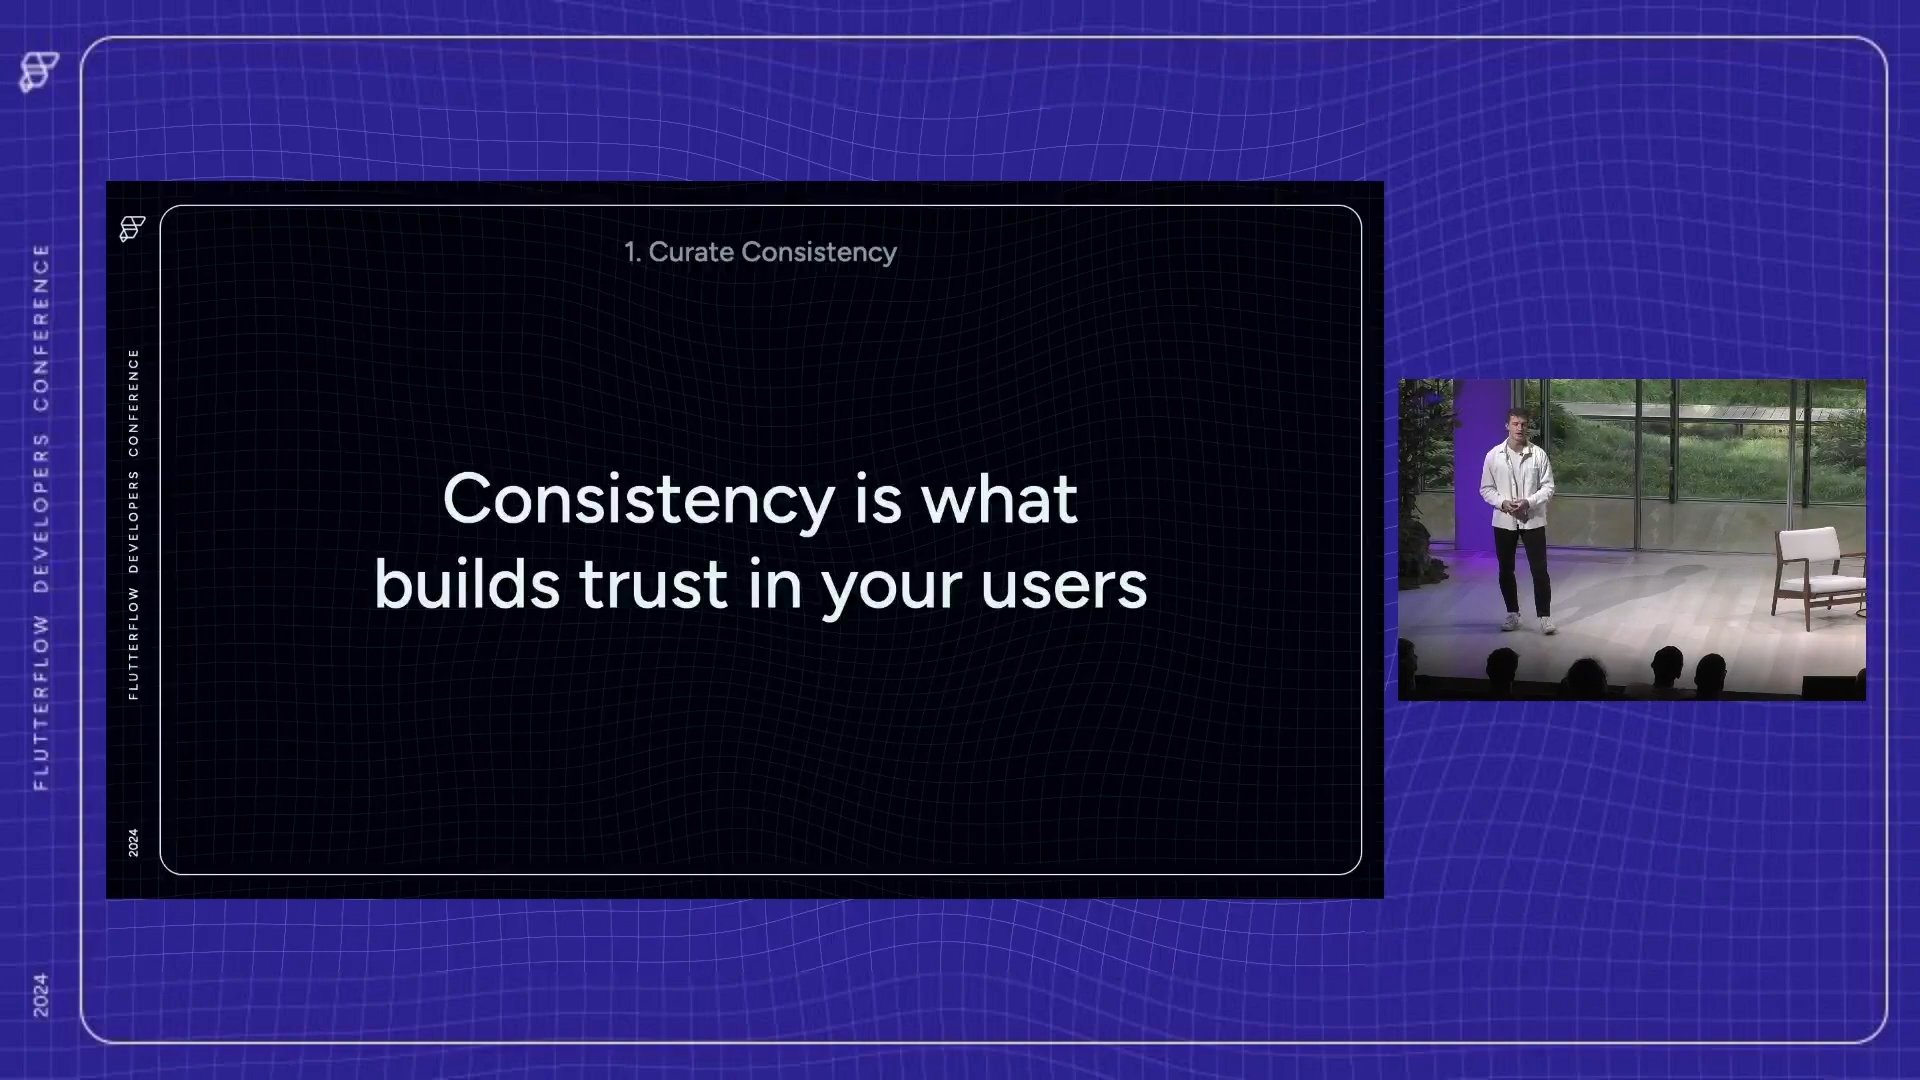 FLUTTERFLOW DEVELOPERS CONFERENCE
2024
FLUTTERFLOW DEVELOPERS CONFERENCE
2024
1. Curate Consistency
Consistency is what
builds trust in your users